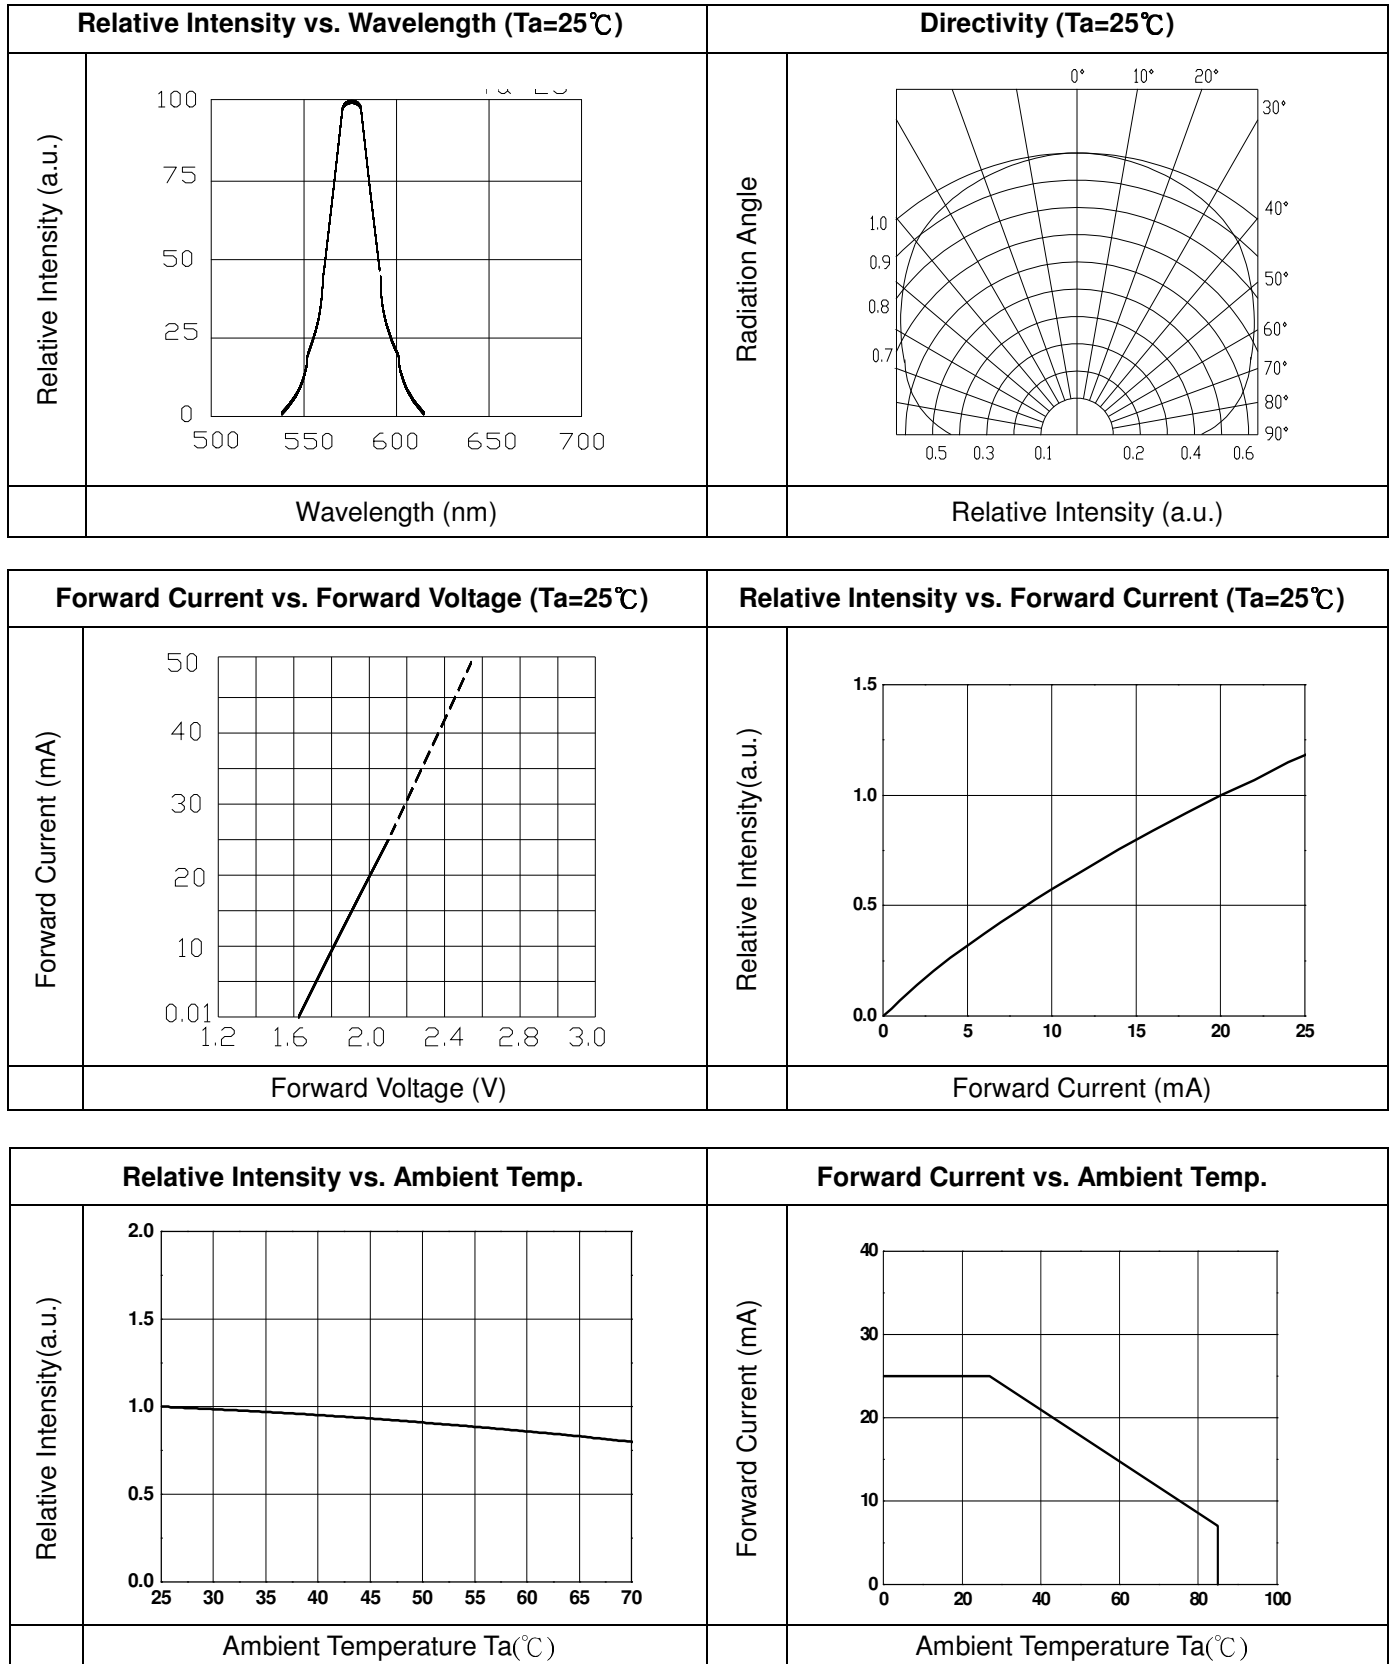 Relative Intensity vs. Wavelength (Ta=25℃)
Relative Intensity (a.u.)
100
75
50
25
0
500 550 600 650 700
Wavelength (nm)
Directivity (Ta=25℃)
Radiation Angle
0° 10° 20°
30°
40°
50°
60°
70°
80°
90°
1.0
0.9
0.8
0.7
0.5 0.3 0.1 0.2 0.4 0.6
Relative Intensity (a.u.)
Forward Current vs. Forward Voltage (Ta=25℃)
Forward Current (mA)
50
40
30
20
10
0.01
1.2 1.6 2.0 2.4 2.8 3.0
Forward Voltage (V)
Relative Intensity vs. Forward Current (Ta=25℃)
Relative Intensity(a.u.)
1.5
1.0
0.5
0.0
0 5 10 15 20 25
Forward Current (mA)
Relative Intensity vs. Ambient Temp.
Relative Intensity(a.u.)
2.0
1.5
1.0
0.5
0.0
25 30 35 40 45 50 55 60 65 70
Ambient Temperature Ta(℃)
Forward Current vs. Ambient Temp.
Forward Current (mA)
40
30
20
10
0
0 20 40 60 80 100
Ambient Temperature Ta(℃)